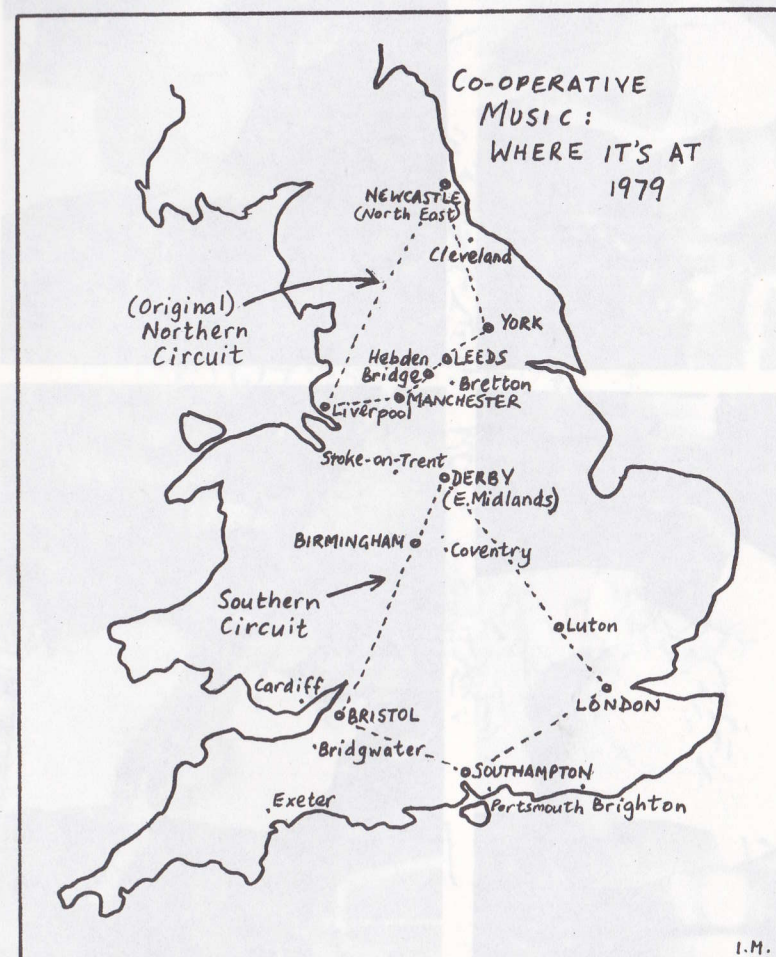 CO-OPERATIVE
MUSIC:
WHERE IT'S AT
1979
NEWCASTLE
(North East)
Cleveland
(Original)
Northern
Circuit
YORK
Hebden
Bridge
LEEDS
Bretton
MANCHESTER
Liverpool
Stoke-on-Trent
DERBY
(E.Midlands)
BIRMINGHAM
Coventry
Southern
Circuit
Luton
Cardiff
LONDON
BRISTOL
Bridgwater
SOUTHAMPTON
Exeter
Portsmouth
Brighton
I.M.